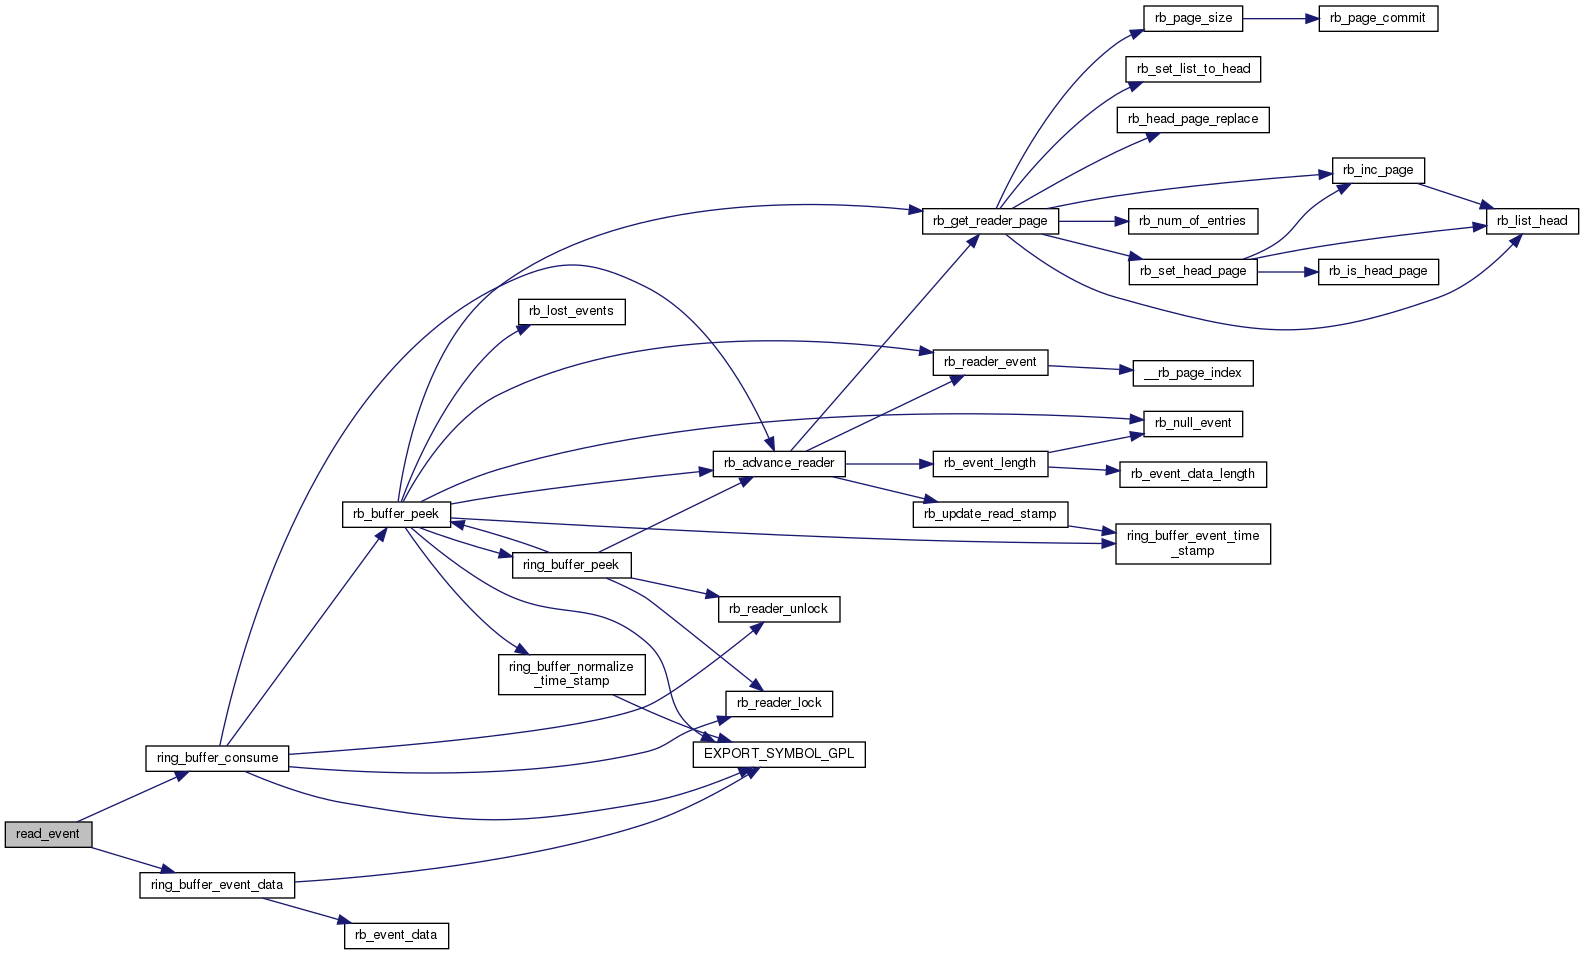 rb_page_size
rb_page_commit
rb_set_list_to_head
rb_head_page_replace
rb_inc_page
rb_get_reader_page
rb_num_of_entries
rb_list_head
rb_set_head_page
rb_is_head_page
rb_lost_events
rb_reader_event
__rb_page_index
rb_null_event
rb_advance_reader
rb_event_length
rb_event_data_length
rb_buffer_peek
rb_update_read_stamp
ring_buffer_event_time
_stamp
ring_buffer_peek
rb_reader_unlock
ring_buffer_normalize
_time_stamp
rb_reader_lock
ring_buffer_consume
EXPORT_SYMBOL_GPL
read_event
ring_buffer_event_data
rb_event_data